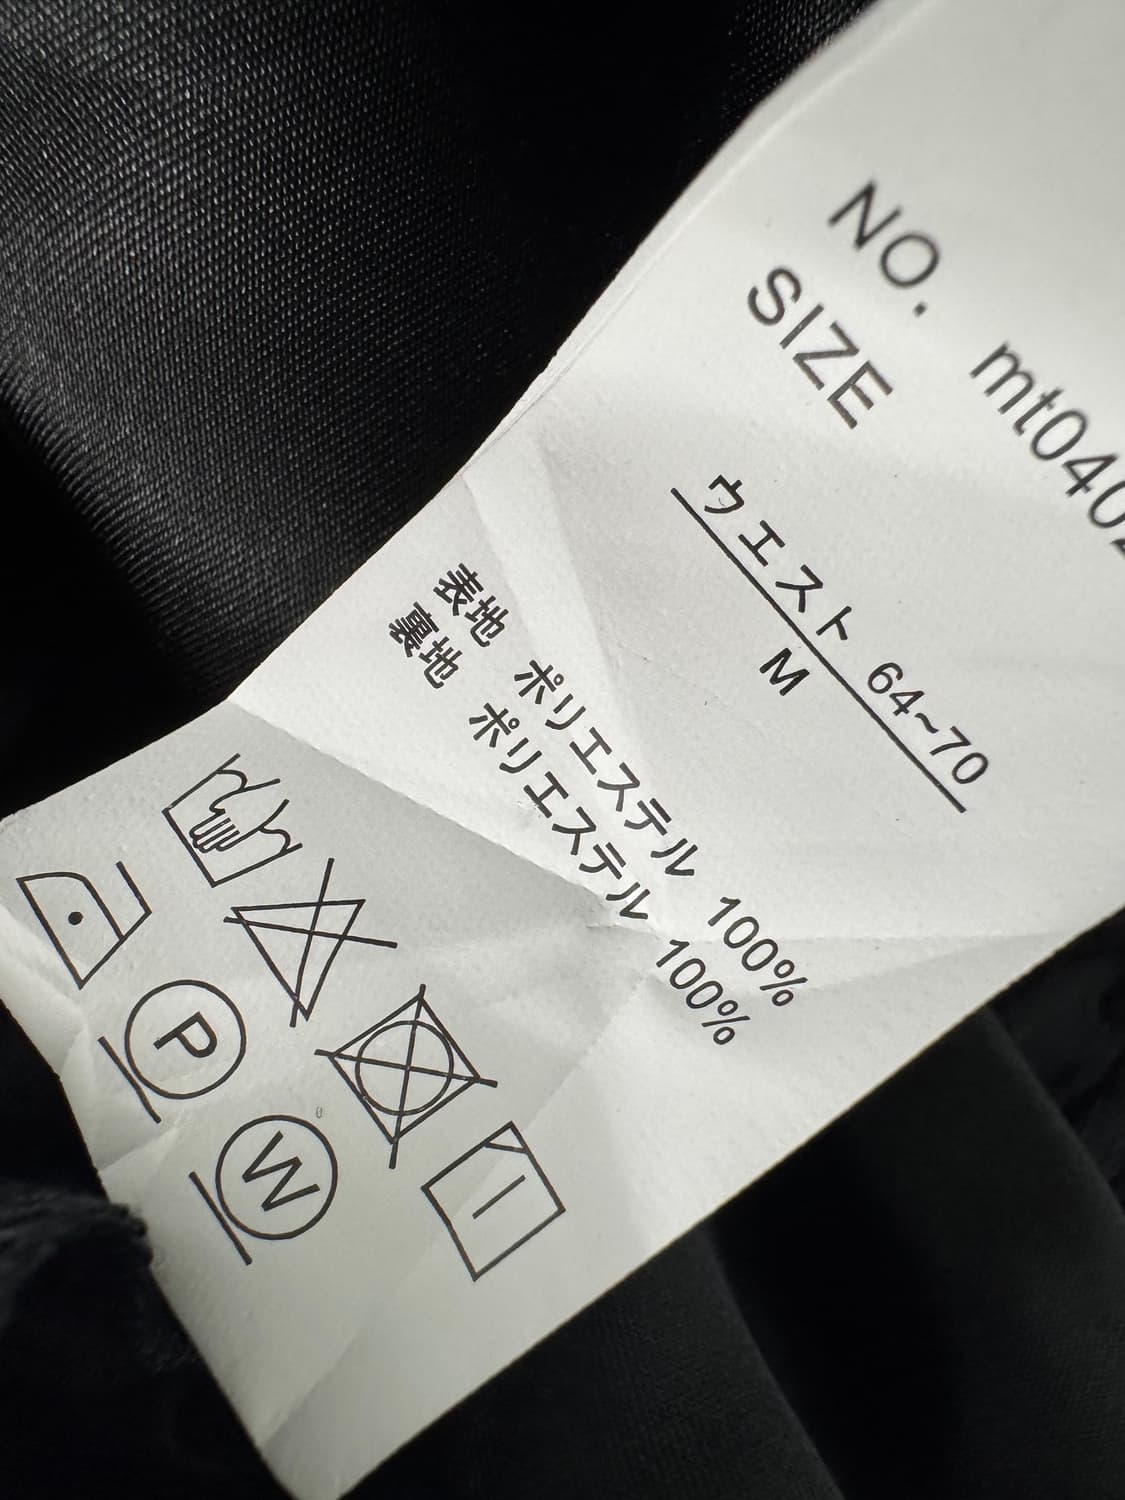 NO. mt040
SIZE
ウエスト 64~70
M
表地 ポリエステル 100%
裏地 ポリエステル 100%
P
W